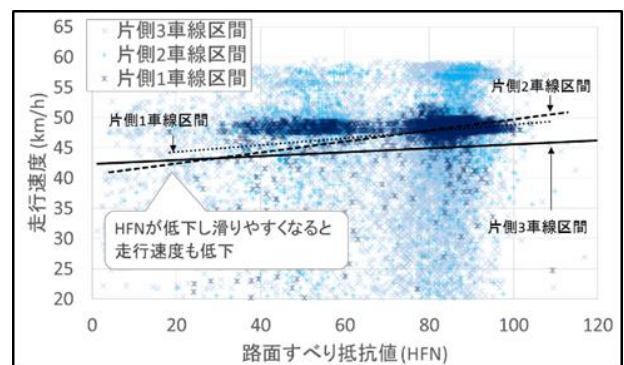 片側3車線区間
片側2車線区間
片側1車線区間
片側1車線区間
片側2車線区間
片側3車線区間
HFNが低下し滑りやすくなると
走行速度も低下
走行速度(km/h)
65
60
55
50
45
40
35
30
25
20
0
20
40
60
80
100
120
路面すべり抵抗値(HFN)